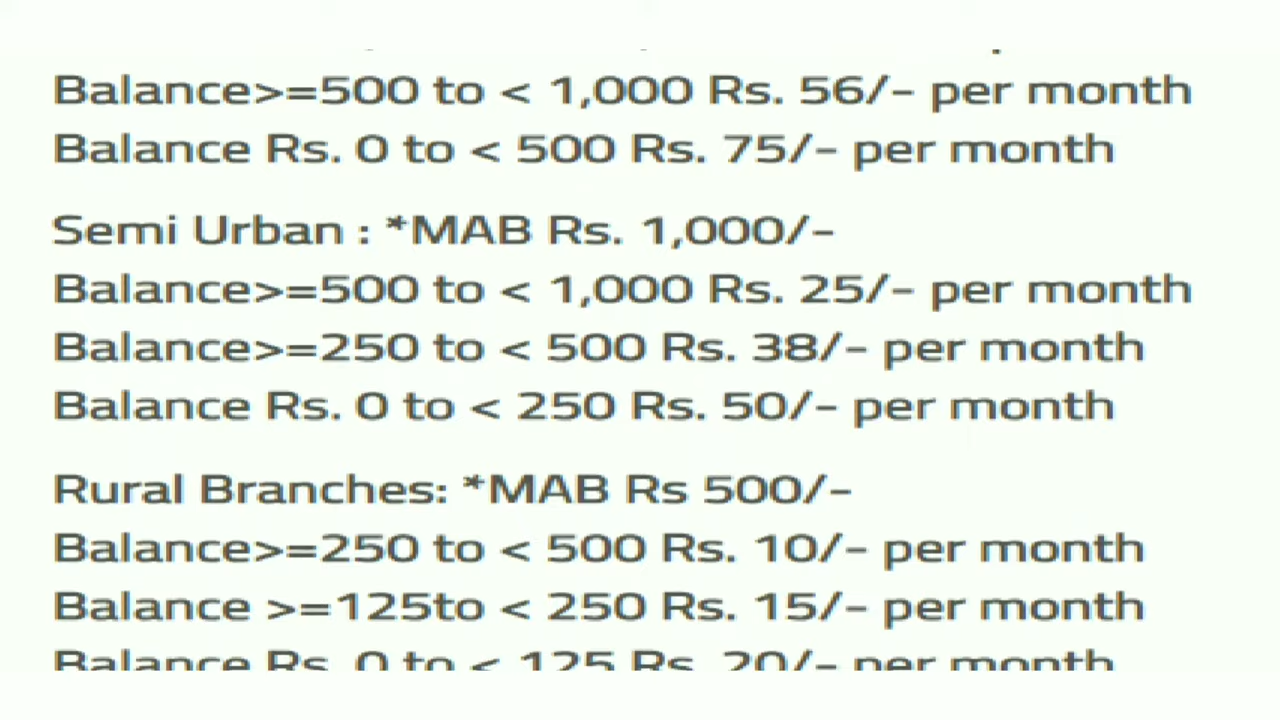 Balance>=500 to < 1,000 Rs. 56/- per month
Balance Rs. 0 to < 500 Rs. 75/- per month
Semi Urban : *MAB Rs. 1,000/-
Balance>=500 to < 1,000 Rs. 25/- per month
Balance>=250 to < 500 Rs. 38/- per month
Balance Rs. 0 to < 250 Rs. 50/- per month
Rural Branches: *MAB Rs 500/-
Balance>=250 to < 500 Rs. 10/- per month
Balance >=125to < 250 Rs. 15/- per month
Balance Rs. 0 to < 125 Rs. 20/- per month